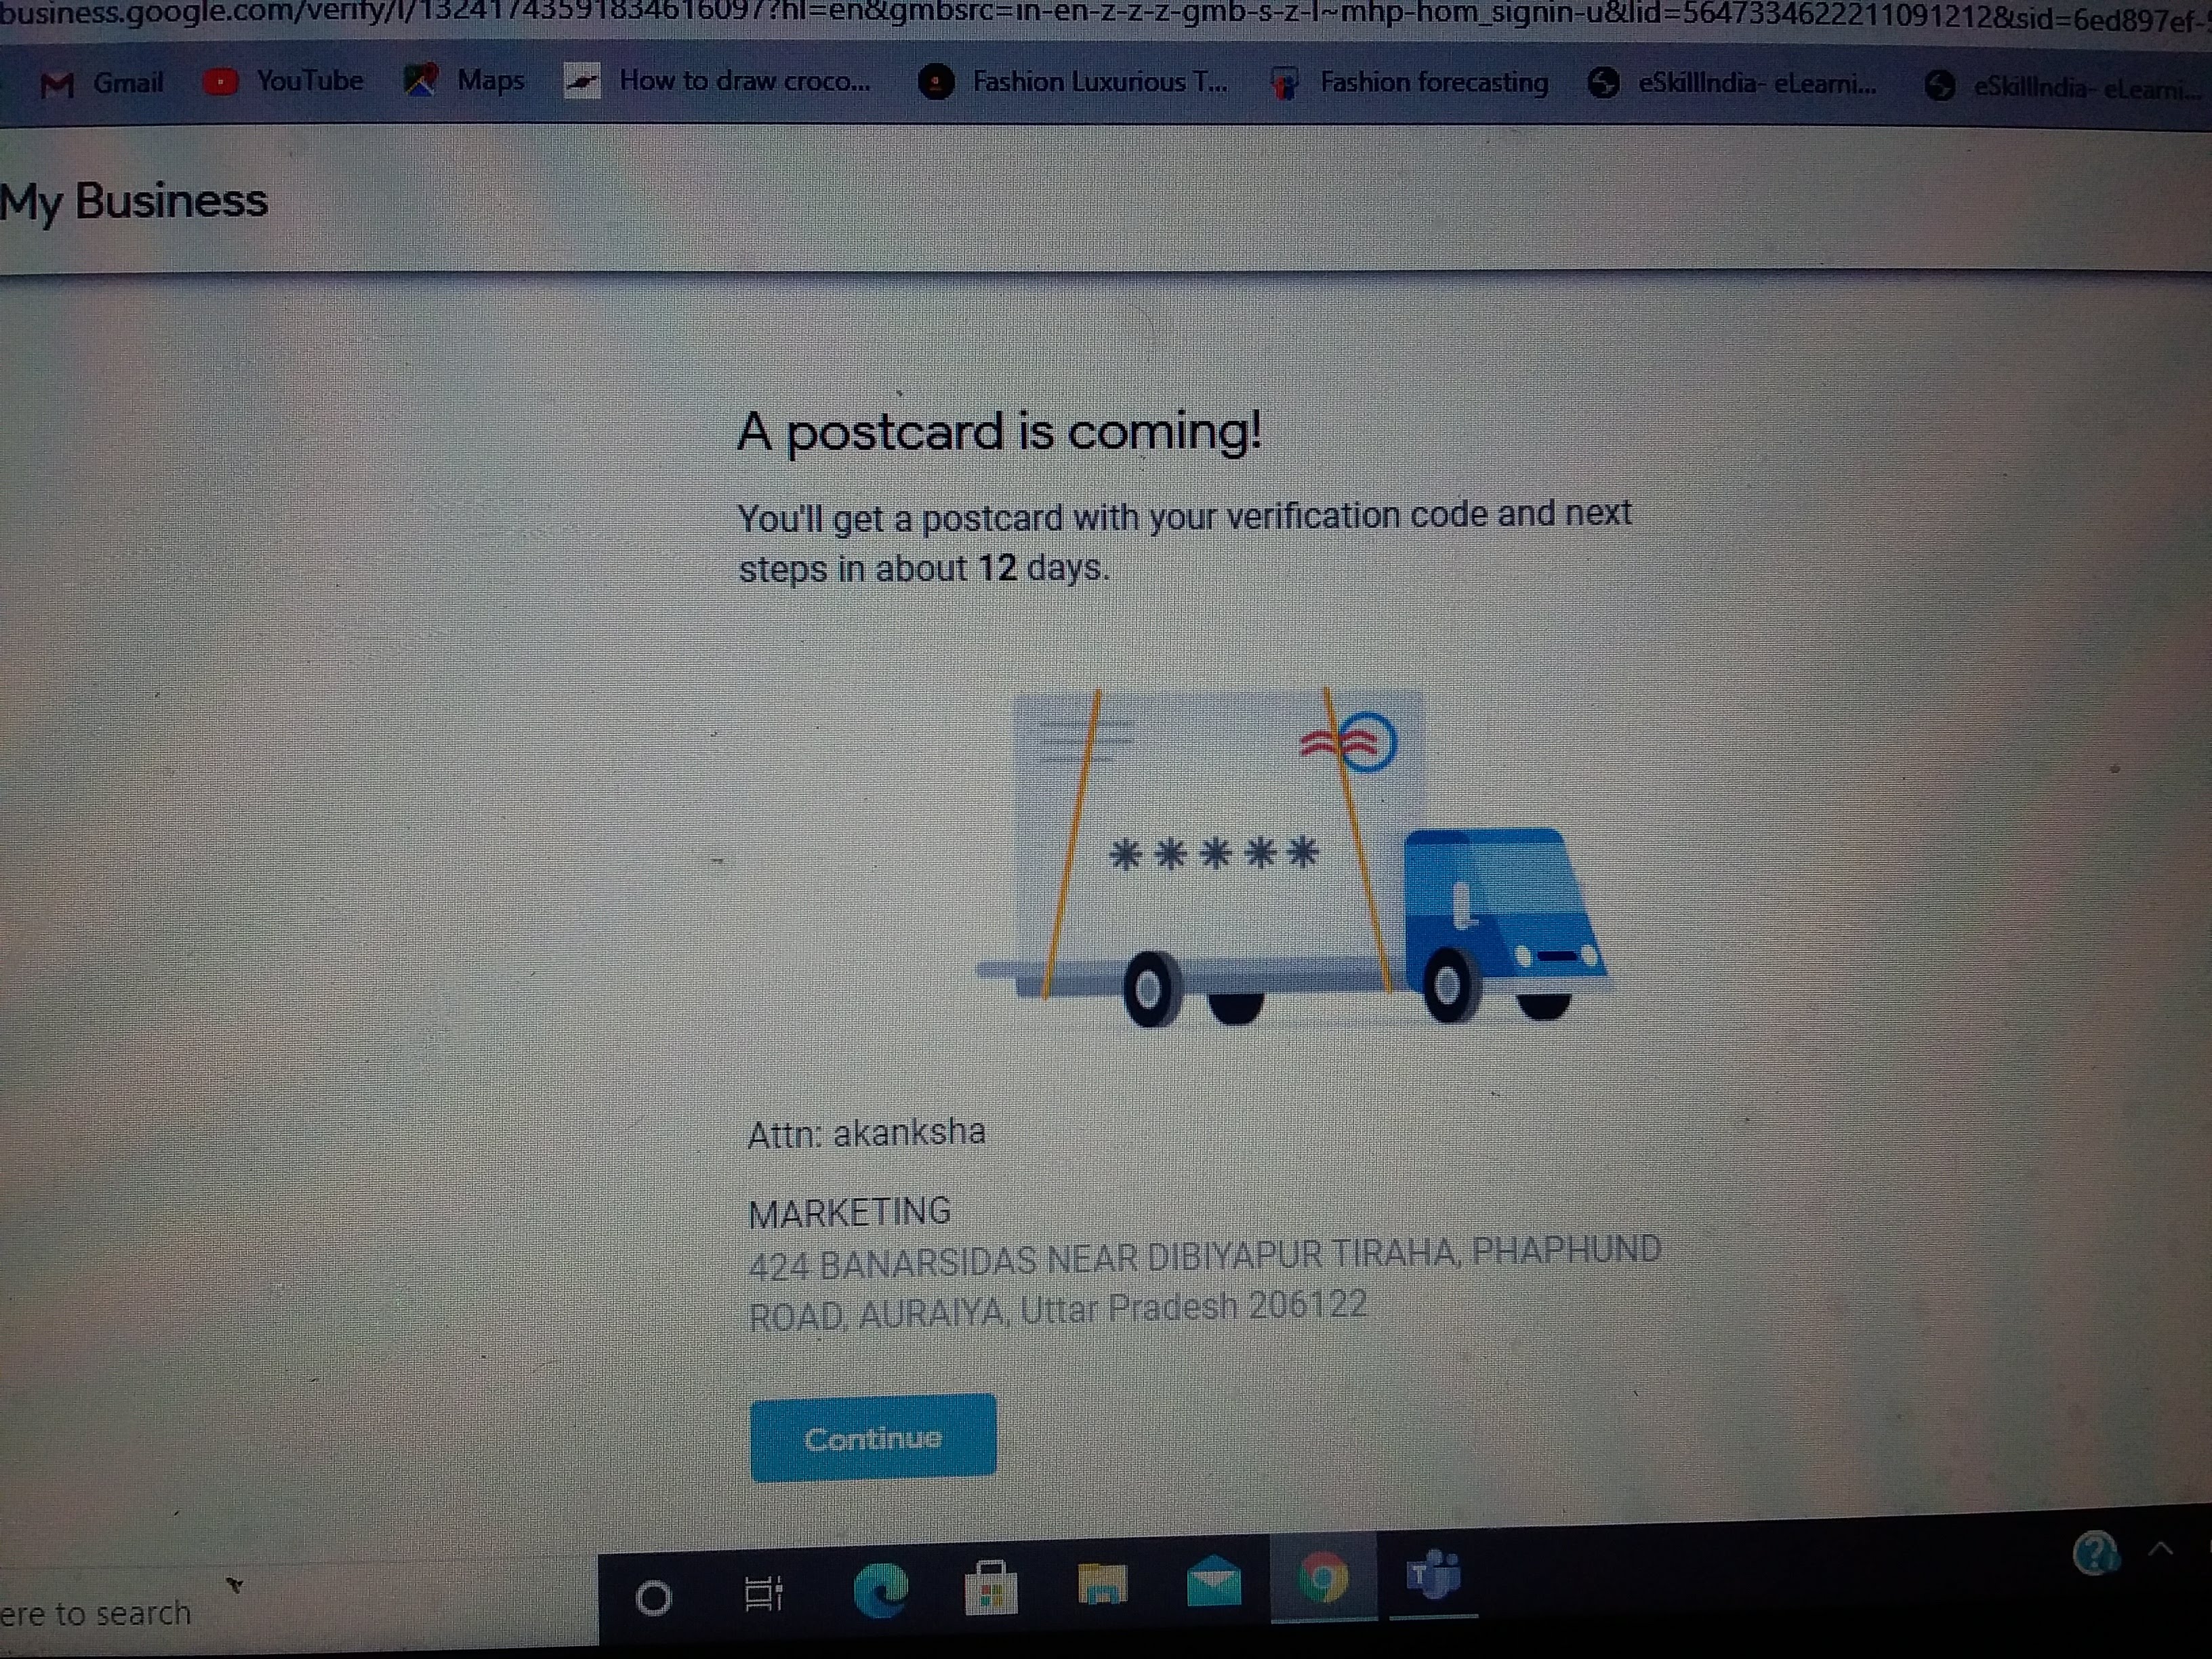 business.google.com/verify/l/13241743591834616097?hl=en&gmbsrc=in-en-z-z-z-gmb-s-z-l~mhp-hom_signin-u&lid=5647334622211091212&sid=6ed897ef-
Gmail YouTube Maps How to draw croco... Fashion Luxurious T... Fashion forecasting eSkillIndia- eLearni... eSkillIndia- eLearni...
My Business
A postcard is coming!
You'll get a postcard with your verification code and next
steps in about 12 days.
*****
Attn: akanksha
MARKETING
424 BANARSIDAS NEAR DIBIYAPUR TIRAHA, PHAPHUND
ROAD, AURAIYA, Uttar Pradesh 206122
Continue
ere to search